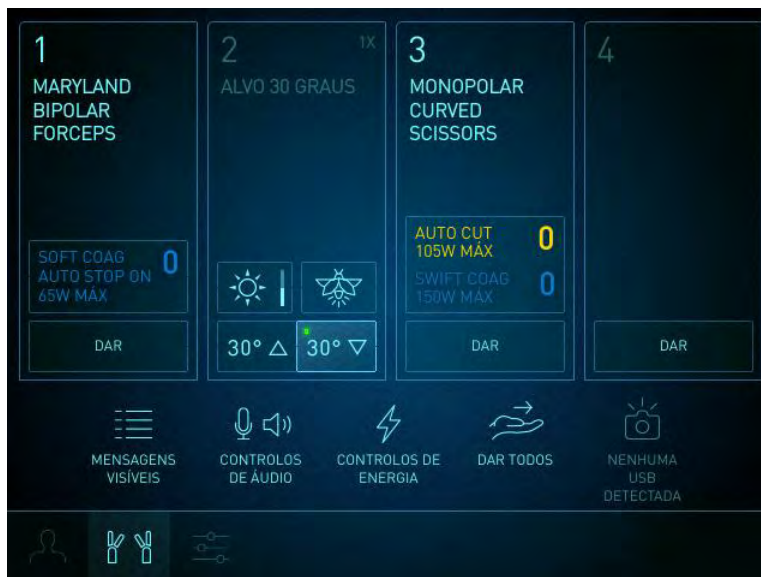 1
MARYLAND
BIPOLAR
FORCEPS
SOFT COAG
AUTO STOP ON
65W MÁX
0
DAR
2
1X
ALVO 30 GRAUS
30°
30°
3
MONOPOLAR
CURVED
SCISSORS
AUTO CUT
105W MÁX
0
SWIFT COAG
150W MÁX
0
DAR
4
DAR
MENSAGENS
VISÍVEIS
CONTROLOS
DE ÁUDIO
CONTROLOS DE
ENERGIA
DAR TODOS
NENHUMA
USB
DETECTADA